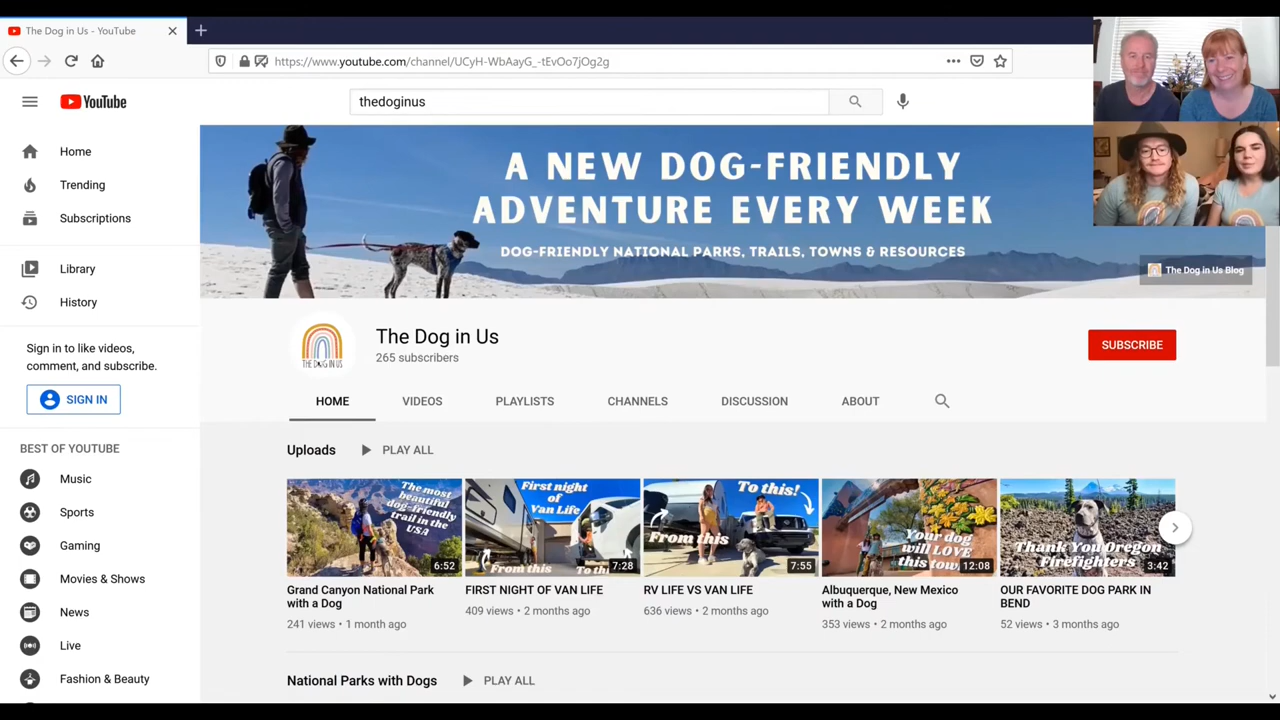 The Dog in Us - YouTube
https://www.youtube.com/channel/UCyH-WbAayG_-tEvOo7jOg2g
YouTube
thedoginus
Home
Trending
Subscriptions
Library
History
Sign in to like videos,
comment, and subscribe.
SIGN IN
BEST OF YOUTUBE
Music
Sports
Gaming
Movies & Shows
News
Live
Fashion & Beauty
A NEW DOG-FRIENDLY
ADVENTURE EVERY WEEK
DOG-FRIENDLY NATIONAL PARKS, TRAILS, TOWNS & RESOURCES
The Dog in Us Blog
THE DOG IN US
The Dog in Us
265 subscribers
SUBSCRIBE
HOME VIDEOS PLAYLISTS CHANNELS DISCUSSION ABOUT
Uploads PLAY ALL
The most
beautiful
dog-friendly
trail in the
USA
6:52
Grand Canyon National Park
with a Dog
241 views • 1 month ago
First night
of
Van Life
From this
7:28
FIRST NIGHT OF VAN LIFE
409 views • 2 months ago
To this!
From this
7:55
RV LIFE VS VAN LIFE
636 views • 2 months ago
Your dog
will LOVE
this
12:08
Albuquerque, New Mexico
with a Dog
353 views • 2 months ago
Thank You Oregon
Firefighters
3:42
OUR FAVORITE DOG PARK IN
BEND
52 views • 3 months ago
National Parks with Dogs PLAY ALL